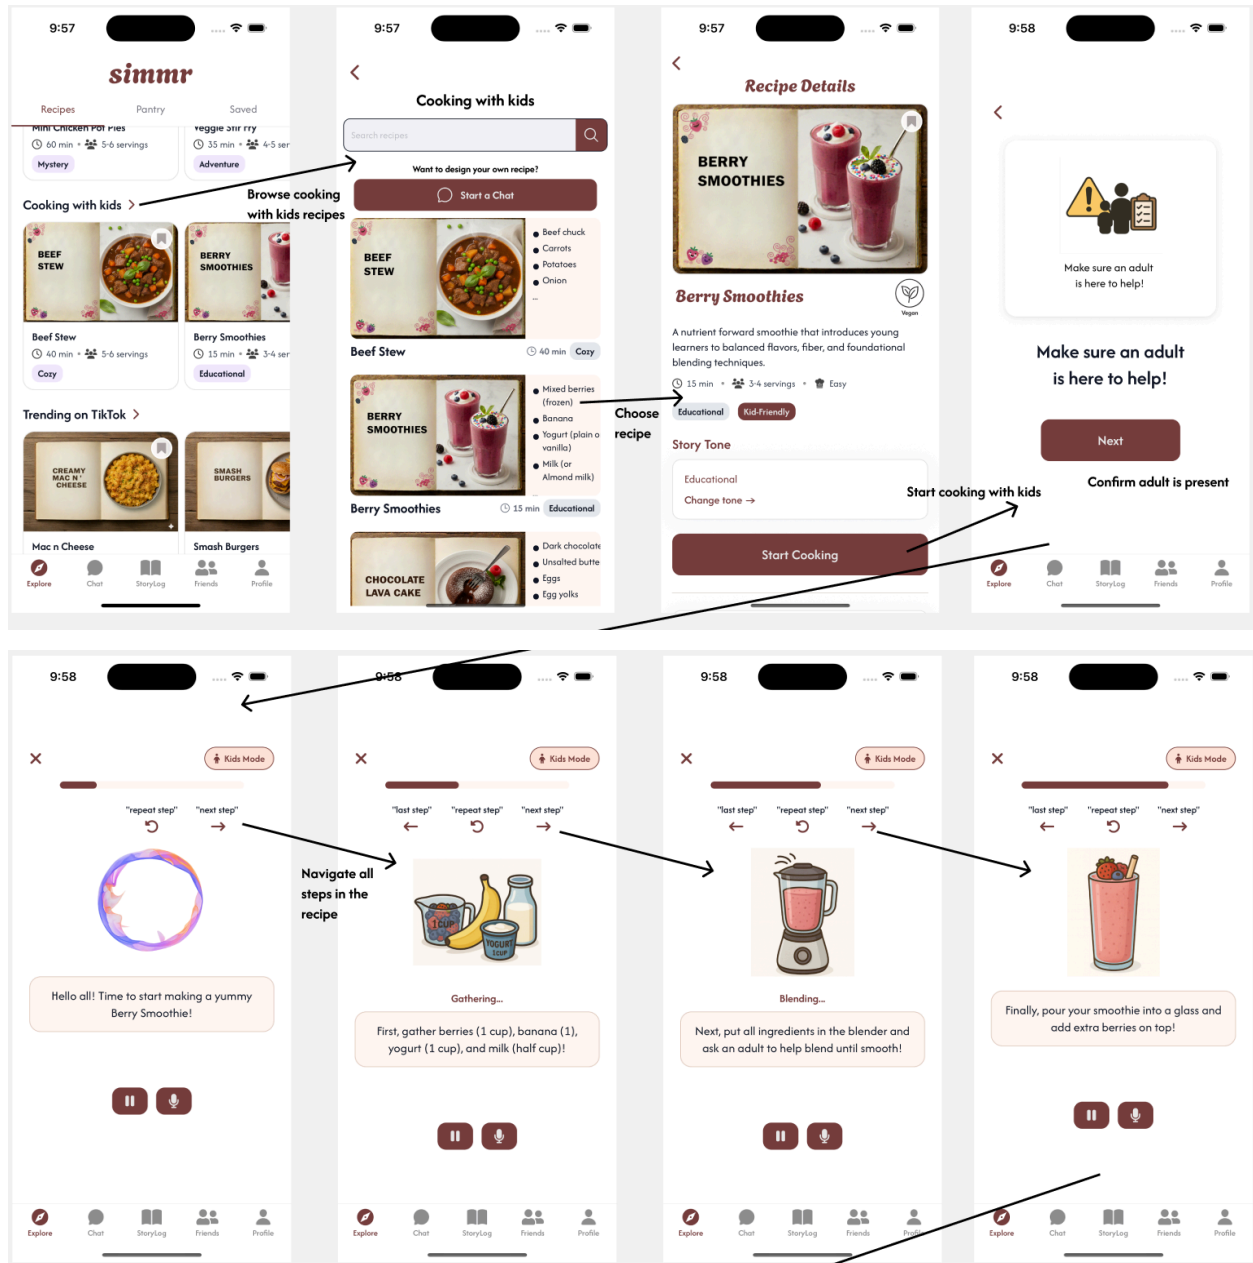 9:57
simmr
Recipes Pantry Saved
Mini Chicken Pot Pies
60 min • 5-6 servings
Mystery
Veggie Stir Fry
35 min • 4-5 ser
Adventure
Cooking with kids
BEEF
STEW
Beef Stew
40 min • 5-6 servings
Cozy
BERRY
SMOOTHIES
Berry Smoothies
15 min • 3-4 ser
Educational
Trending on TikTok
CREAMY
MAC N'
CHEESE
Mac n Cheese
SMASH
BURGERS
Smash Burgers
Explore Chat StoryLog Friends Profile
Browse cooking
with kids recipes
9:57
Cooking with kids
Search recipes
Want to design your own recipe?
Start a Chat
BEEF
STEW
• Beef chuck
• Carrots
• Potatoes
• Onion
...
Beef Stew 40 min Cozy
BERRY
SMOOTHIES
• Mixed berries
(frozen)
• Banana
• Yogurt (plain o
vanilla)
• Milk (or
Almond milk)
...
Berry Smoothies 15 min Educational
CHOCOLATE
LAVA CAKE
• Dark chocolate
• Unsalted butte
• Eggs
• Egg yolks
Choose
recipe
9:57
Recipe Details
BERRY
SMOOTHIES
Berry Smoothies
Vegan
A nutrient forward smoothie that introduces young
learners to balanced flavors, fiber, and foundational
blending techniques.
15 min • 3-4 servings • Easy
Educational Kid-Friendly
Story Tone
Educational
Change tone →
Start Cooking
Start cooking with kids
9:58
Make sure an adult
is here to help!
Make sure an adult
is here to help!
Next
Confirm adult is present
Explore Chat StoryLog Friends Profile
9:58
Kids Mode
"repeat step" "next step"
Hello all! Time to start making a yummy
Berry Smoothie!
Explore Chat StoryLog Friends Profile
Navigate all
steps in the
recipe
9:58
Kids Mode
"last step" "repeat step" "next step"
1 CUP
YOGURT
1 CUP
Gathering...
First, gather berries (1 cup), banana (1),
yogurt (1 cup), and milk (half cup)!
Explore Chat StoryLog Friends Profile
9:58
Kids Mode
"last step" "repeat step" "next step"
Blending...
Next, put all ingredients in the blender and
ask an adult to help blend until smooth!
Explore Chat StoryLog Friends Profile
9:58
Kids Mode
"last step" "repeat step" "next step"
Finally, pour your smoothie into a glass and
add extra berries on top!
Explore Chat StoryLog Friends Profile